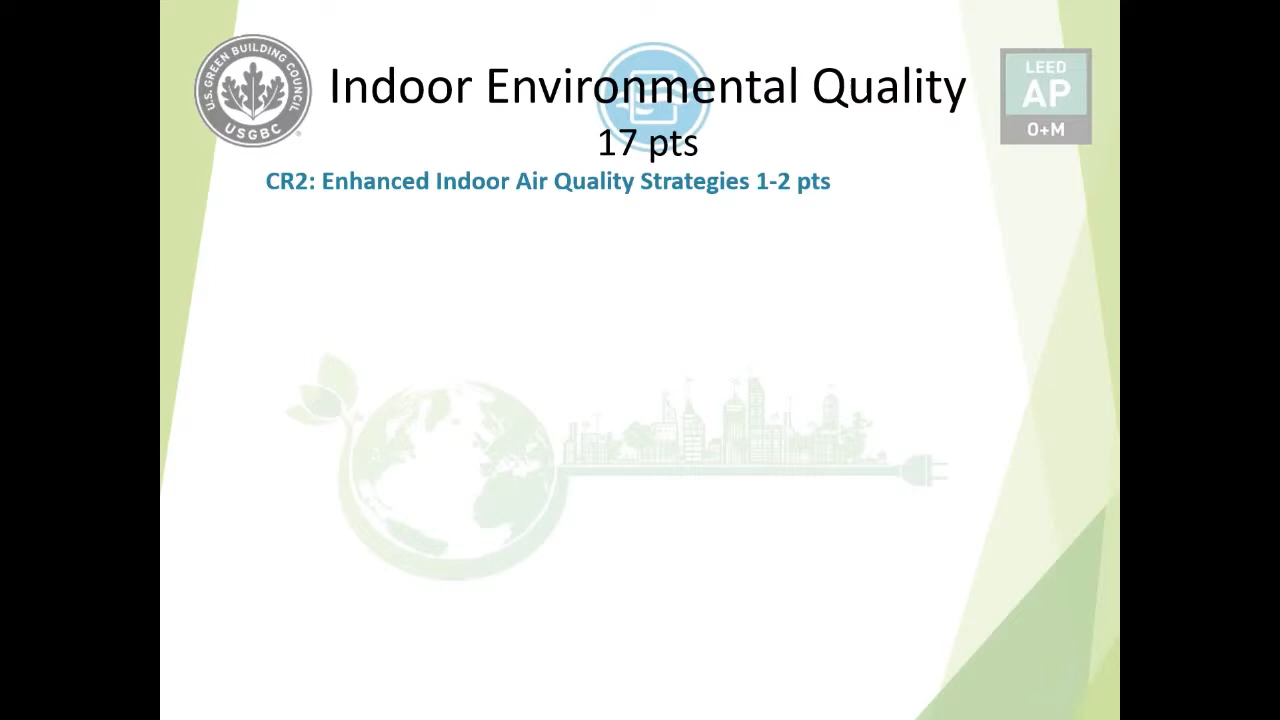 U.S. GREEN BUILDING COUNCIL
USGBC
Indoor Environmental Quality
LEED
AP
O+M
17 pts
CR2: Enhanced Indoor Air Quality Strategies 1-2 pts